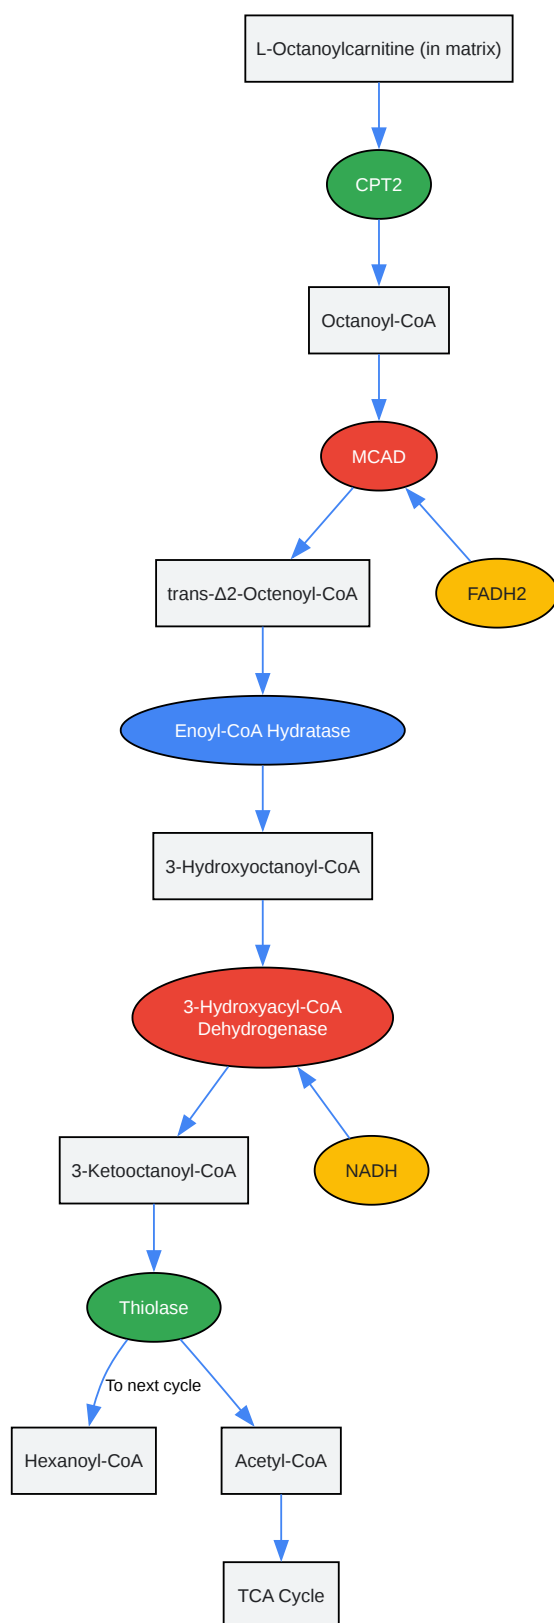 L-Octanoylcarnitine (in matrix)
CPT2
Octanoyl-CoA
MCAD
trans-Δ2-Octenoyl-CoA
FADH2
Enoyl-CoA Hydratase
3-Hydroxyoctanoyl-CoA
3-Hydroxyacyl-CoA
Dehydrogenase
3-Ketooctanoyl-CoA
NADH
Thiolase
To next cycle
Hexanoyl-CoA
Acetyl-CoA
TCA Cycle